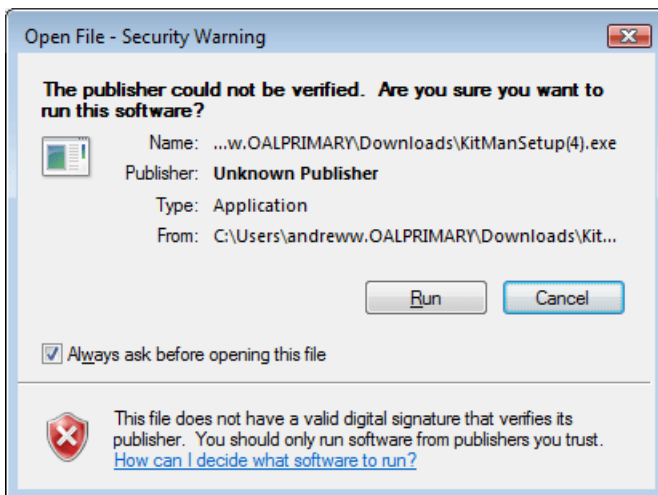 Open File - Security Warning
The publisher could not be verified.  Are you sure you want to
run this software?
Name: ...w.OALPRIMARY\Downloads\KitManSetup(4).exe
Publisher: Unknown Publisher
Type: Application
From: C:\Users\andreww.OALPRIMARY\Downloads\Kit...
Run Cancel
Always ask before opening this file
This file does not have a valid digital signature that verifies its
publisher.  You should only run software from publishers you trust.
How can I decide what software to run?